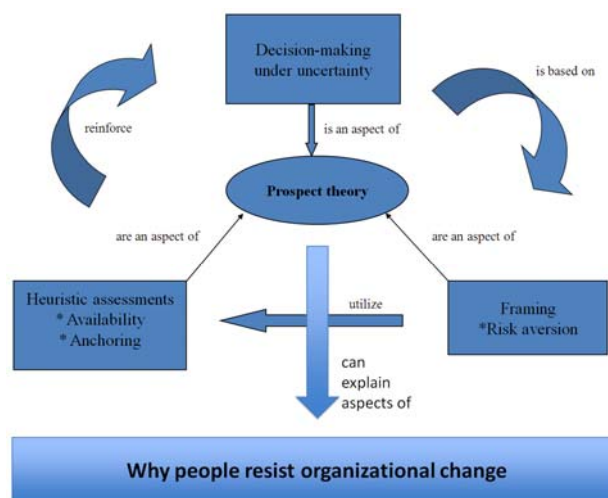 Decision-making
under uncertainty
is based on
reinforce
is an aspect of
Prospect theory
are an aspect of
are an aspect of
Heuristic assessments
* Availability
* Anchoring
utilize
Framing
*Risk aversion
can
explain
aspects of
Why people resist organizational change